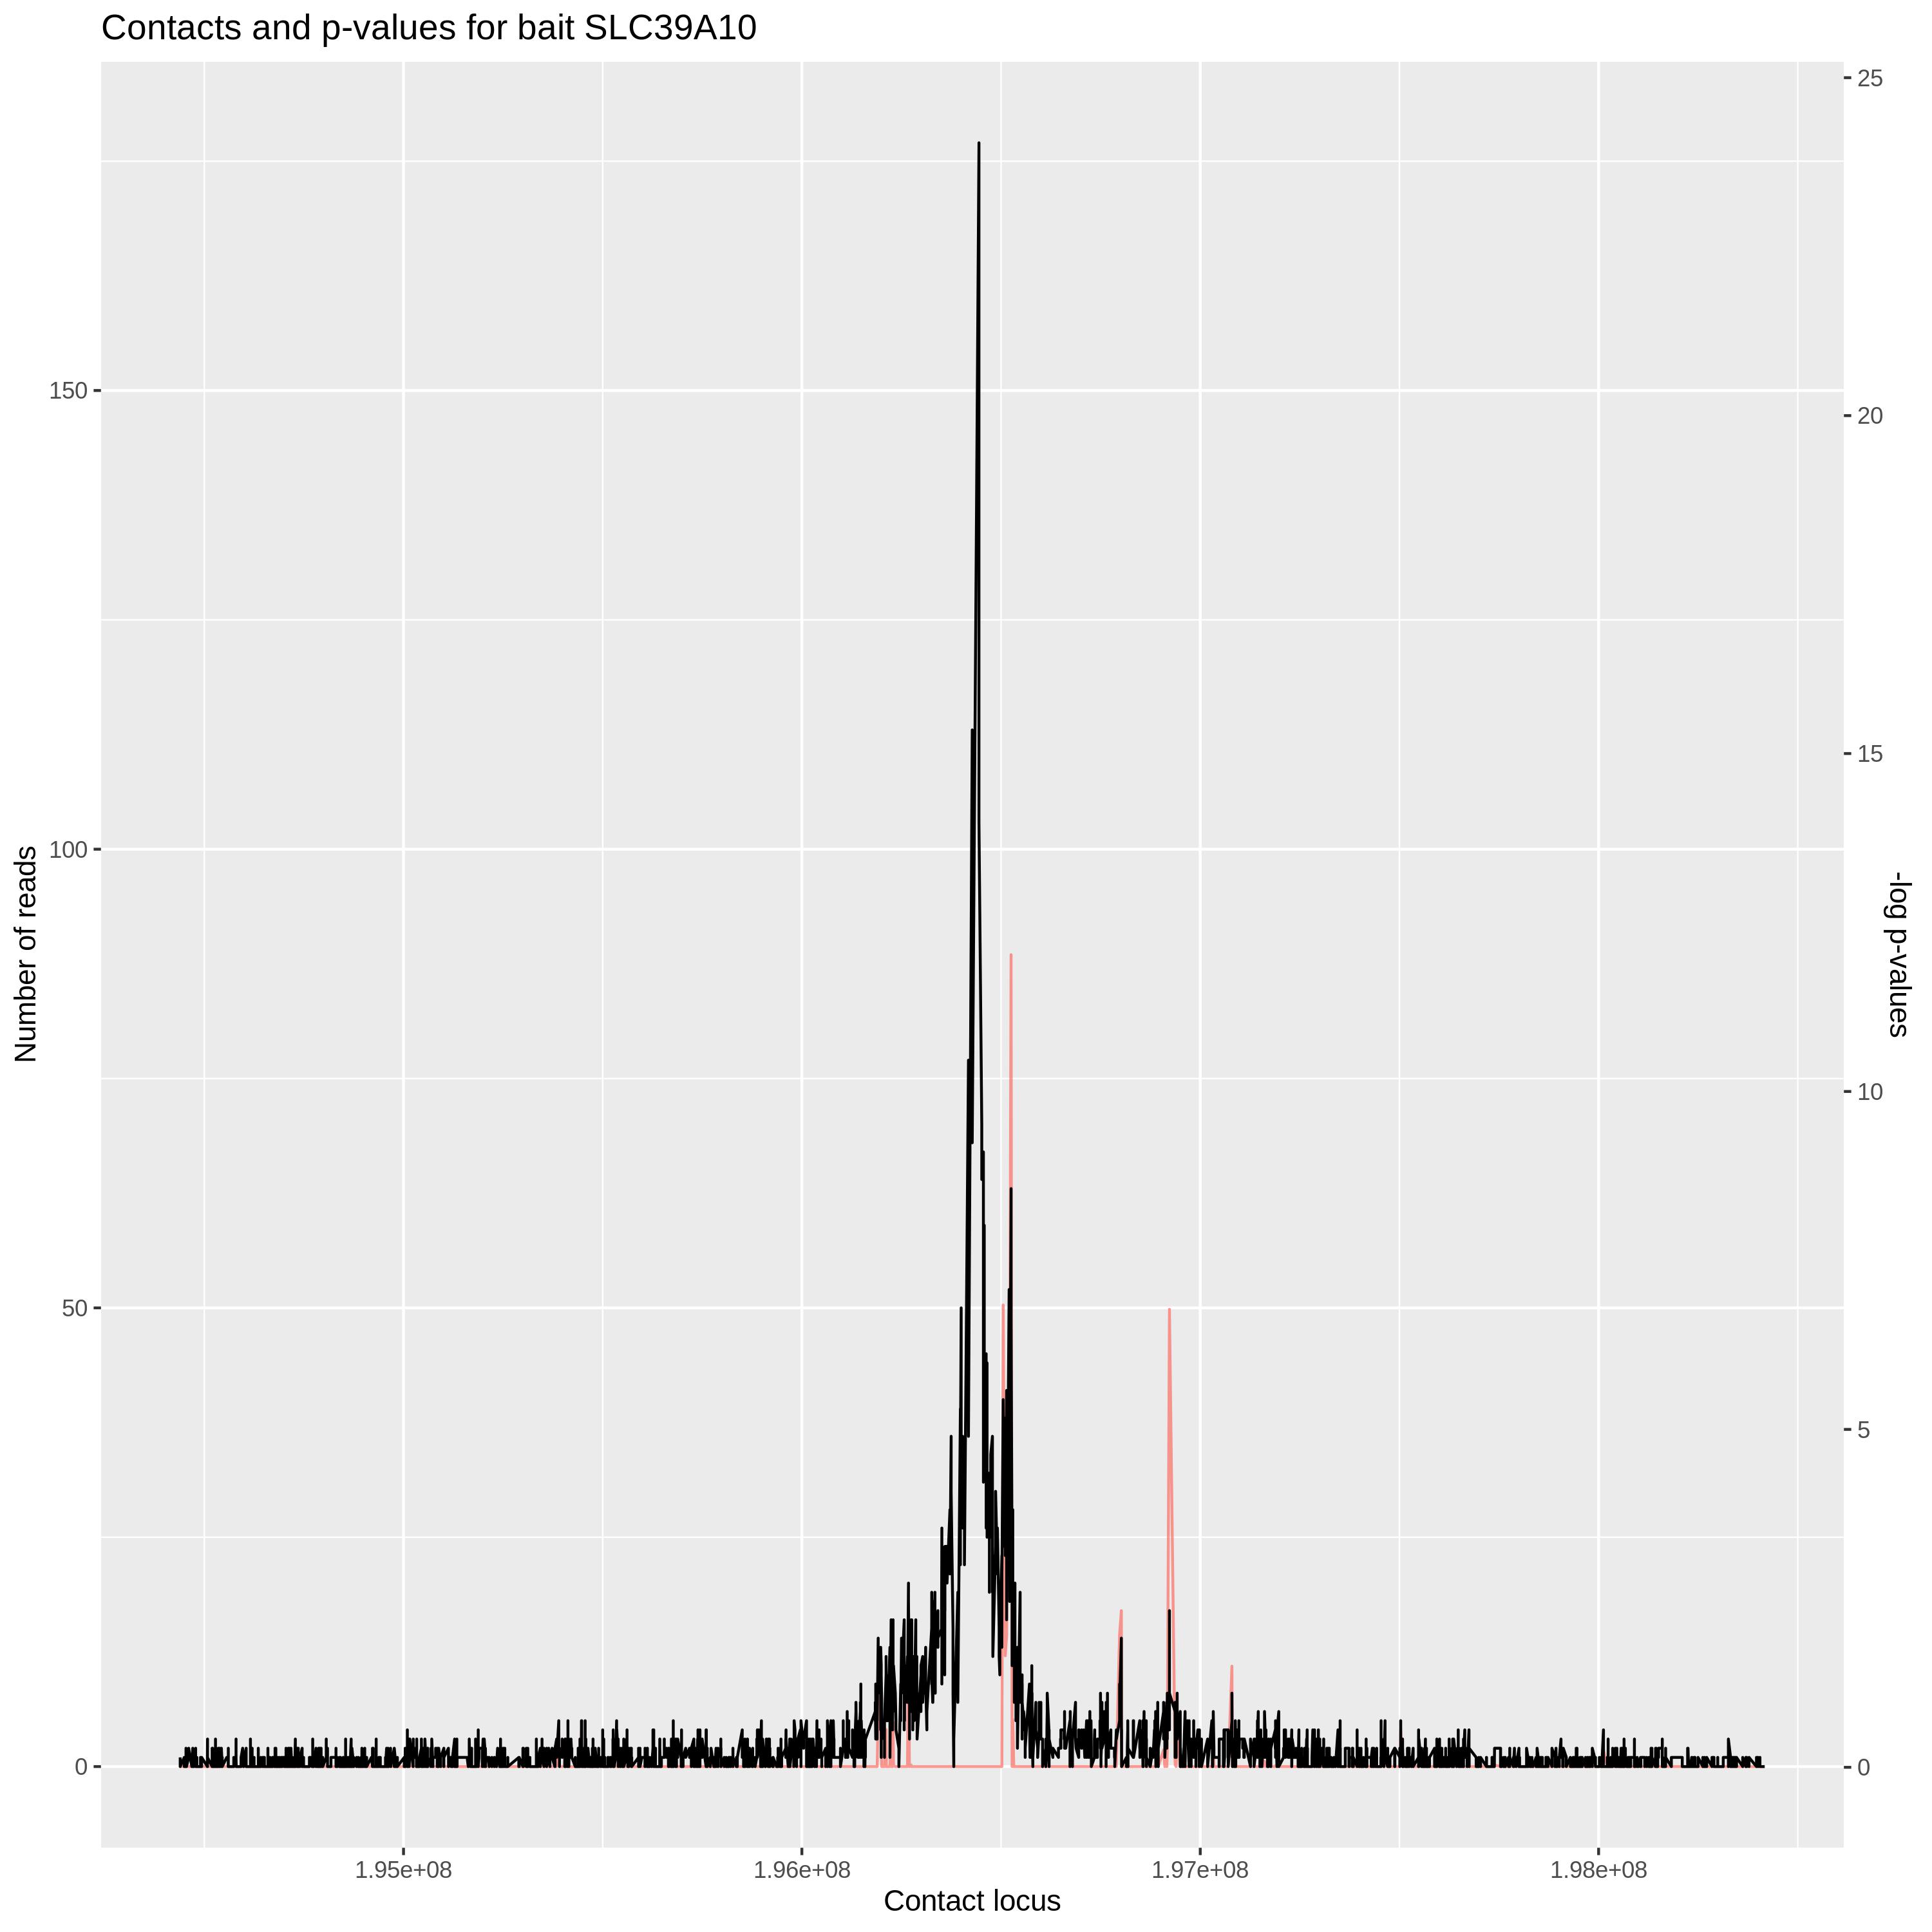 Contacts and p-values for bait SLC39A10
Number of reads
150
100
50
0
25
20
15
10
5
0
-log p-values
1.95e+08
1.96e+08
1.97e+08
1.98e+08
Contact locus